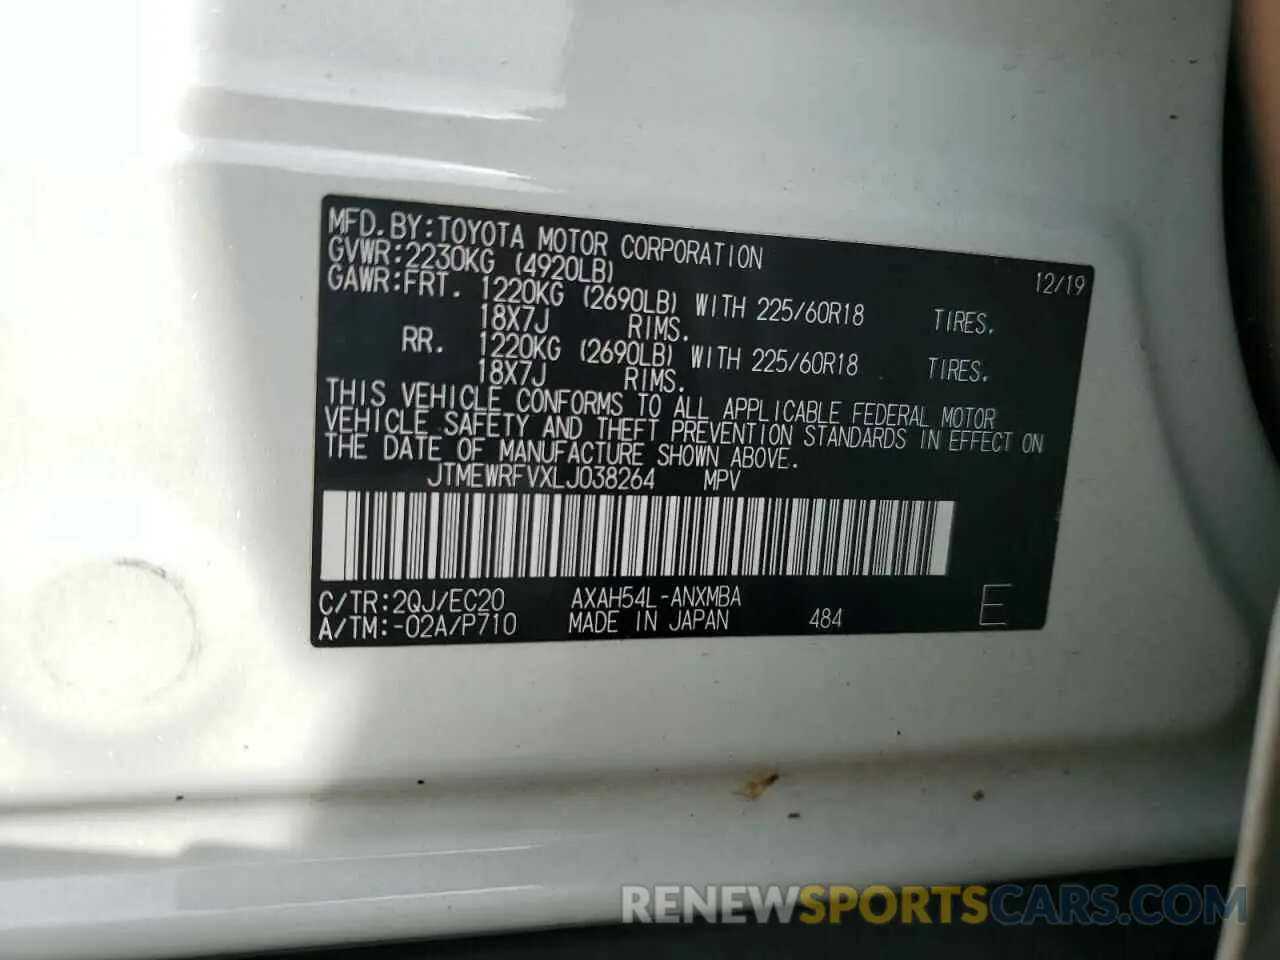 MFD. BY:TOYOTA MOTOR CORPORATION 12/19
GVWR:2230KG (4920LB)
GAWR:FRT. 1220KG (2690LB) WITH 225/60R18 TIRES.
18X7J RIMS.
RR. 1220KG (2690LB) WITH 225/60R18 TIRES.
18X7J RIMS.
THIS VEHICLE CONFORMS TO ALL APPLICABLE FEDERAL MOTOR
VEHICLE SAFETY AND THEFT PREVENTION STANDARDS IN EFFECT ON
THE DATE OF MANUFACTURE SHOWN ABOVE.
JTMEWRFVXLJ038264 MPV
C/TR:2QJ/EC20 AXAH54L-ANXMBA
A/TM:-02A/P710 MADE IN JAPAN 484 E
RENEWSPORTSCARS.COM